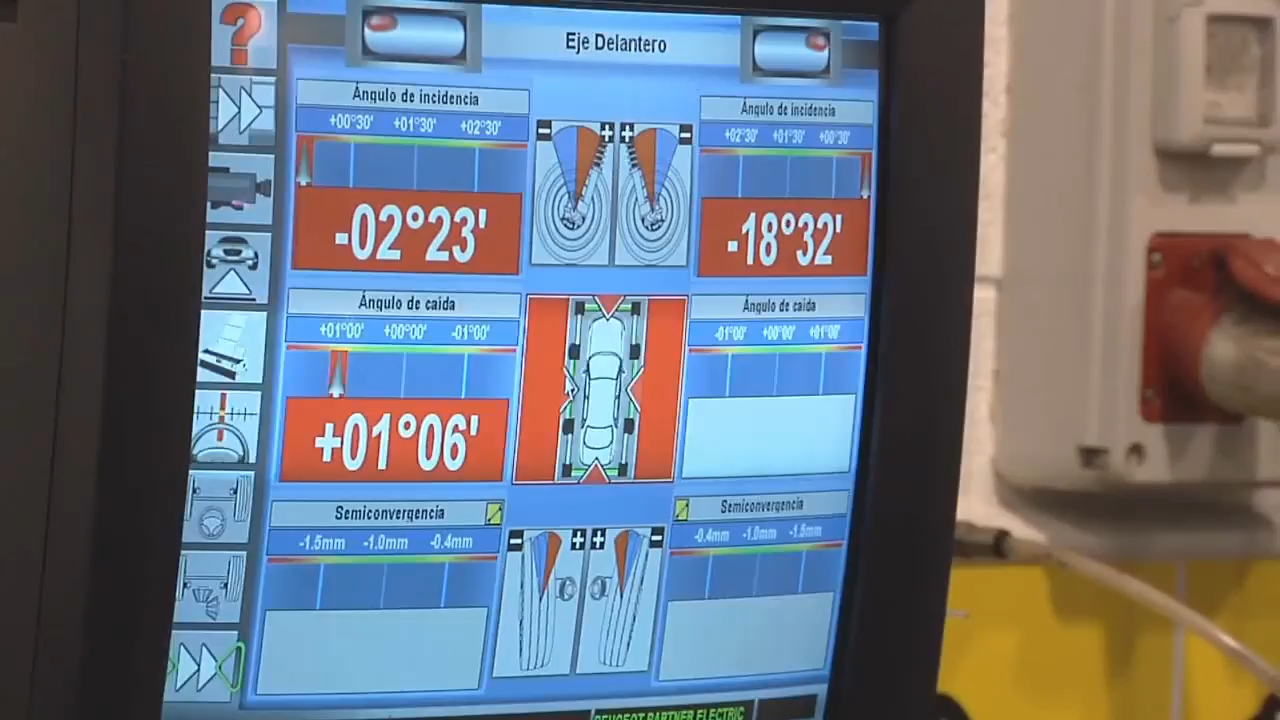 ?
Eje Delantero
Ángulo de incidencia
+00°30' +01°30' +02°30'
-02°23'
- + + -
Ángulo de incidencia
+02°30' +01°30' +00°30'
-18°32'
Ángulo de caída
+01°00' +00°00' -01°00'
+01°06'
Ángulo de caída
-01°00' +00°00' +01°00'
Semiconvergencia
-1.5mm -1.0mm -0.4mm
- + + -
Semiconvergencia
-0.4mm -1.0mm -1.5mm
PEUGEOT PARTNER ELECTRIC